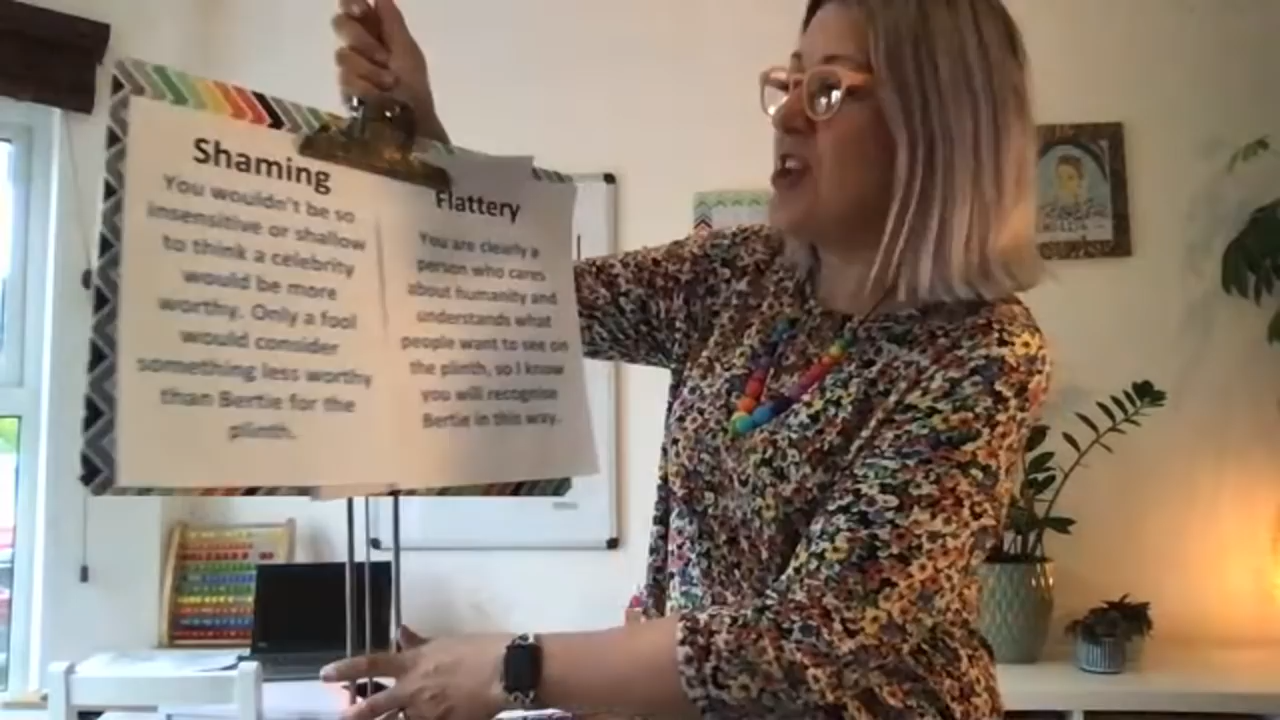 Shaming
You wouldn't be so
insensitive or shallow
to think a celebrity
would be more
worthy. Only a fool
would consider
something less worthy
than Bertie for the
plinth.
Flattery
You are clearly a
person who cares
about humanity and
understands what
people want to see on
the plinth, so I know
you will recognise
Bertie in this way.